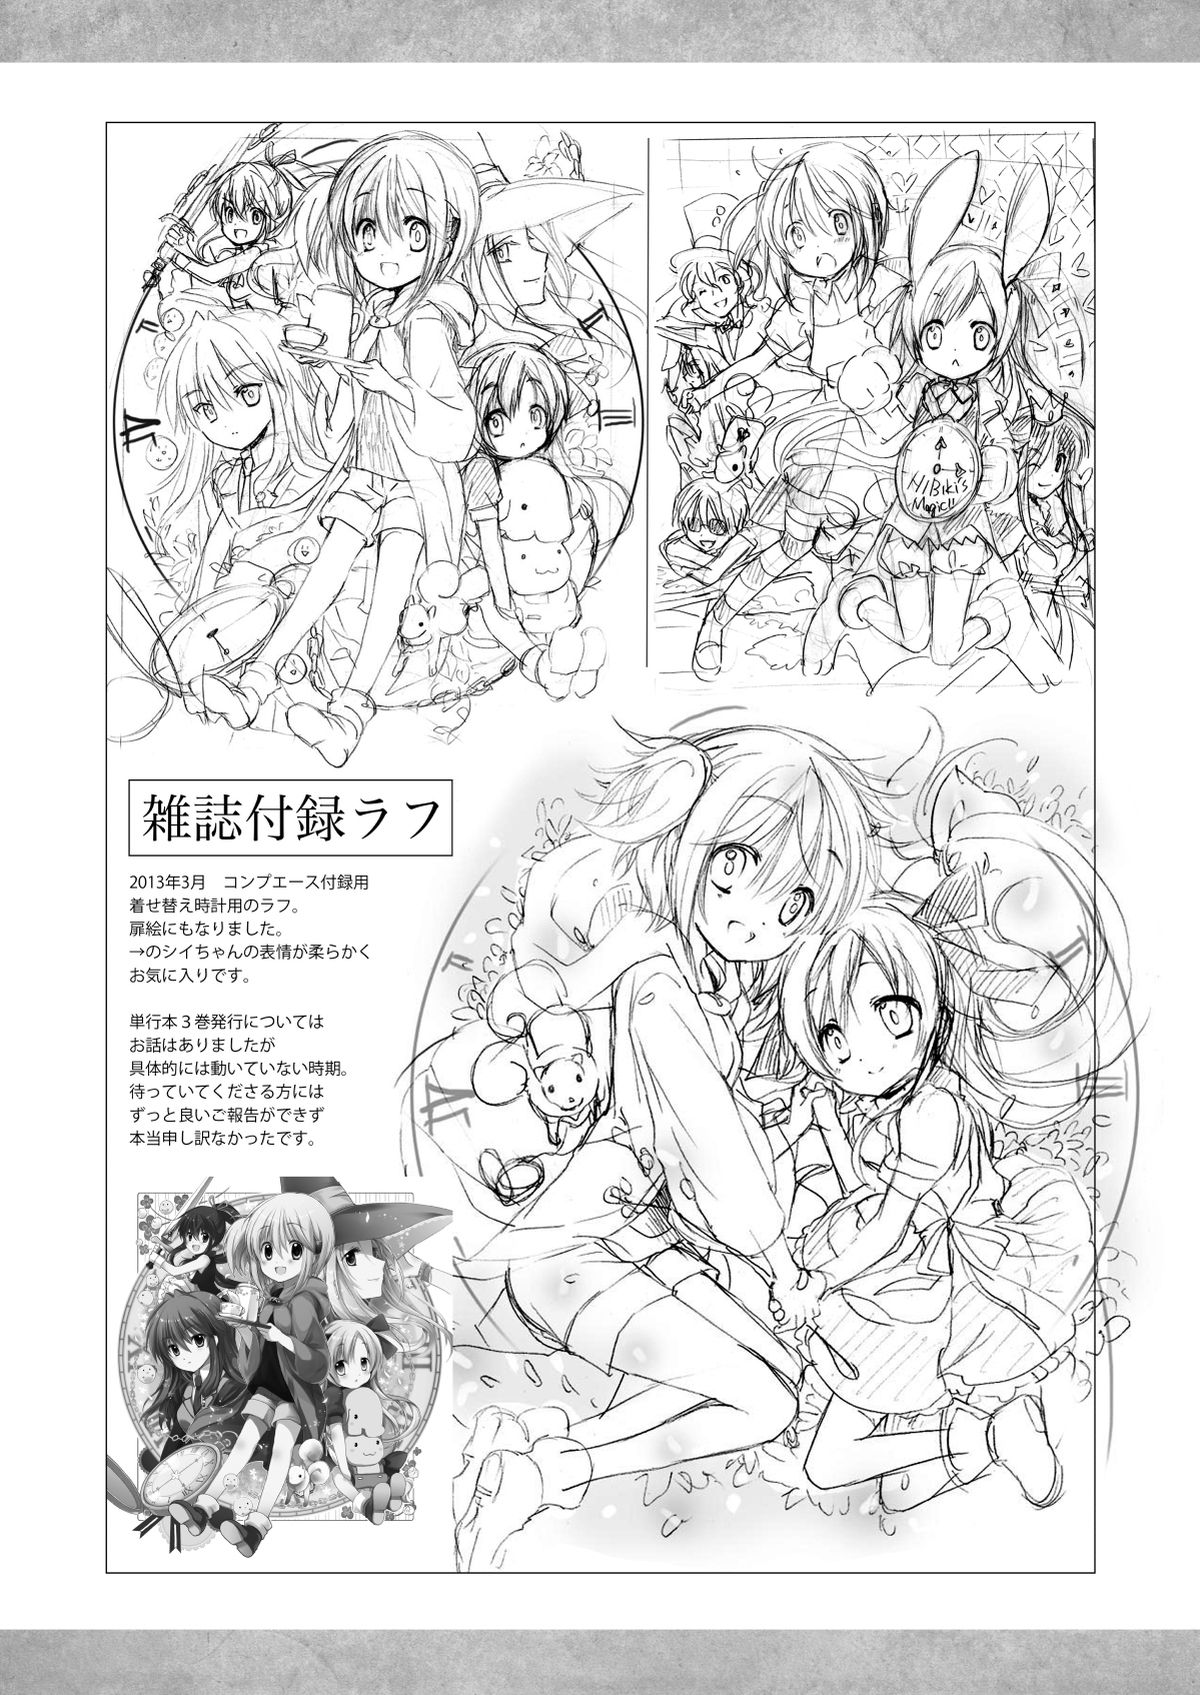 HIBIKI's
Magic!!
雑誌付録ラフ
2013年3月　コンプエース付録用
着せ替え時計用のラフ。
扉絵にもなりました。
→のシイちゃんの表情が柔らかく
お気に入りです。
単行本３巻発行については
お話はありましたが
具体的には動いていない時期。
待っていてくださる方には
ずっと良いご報告ができず
本当申し訳なかったです。